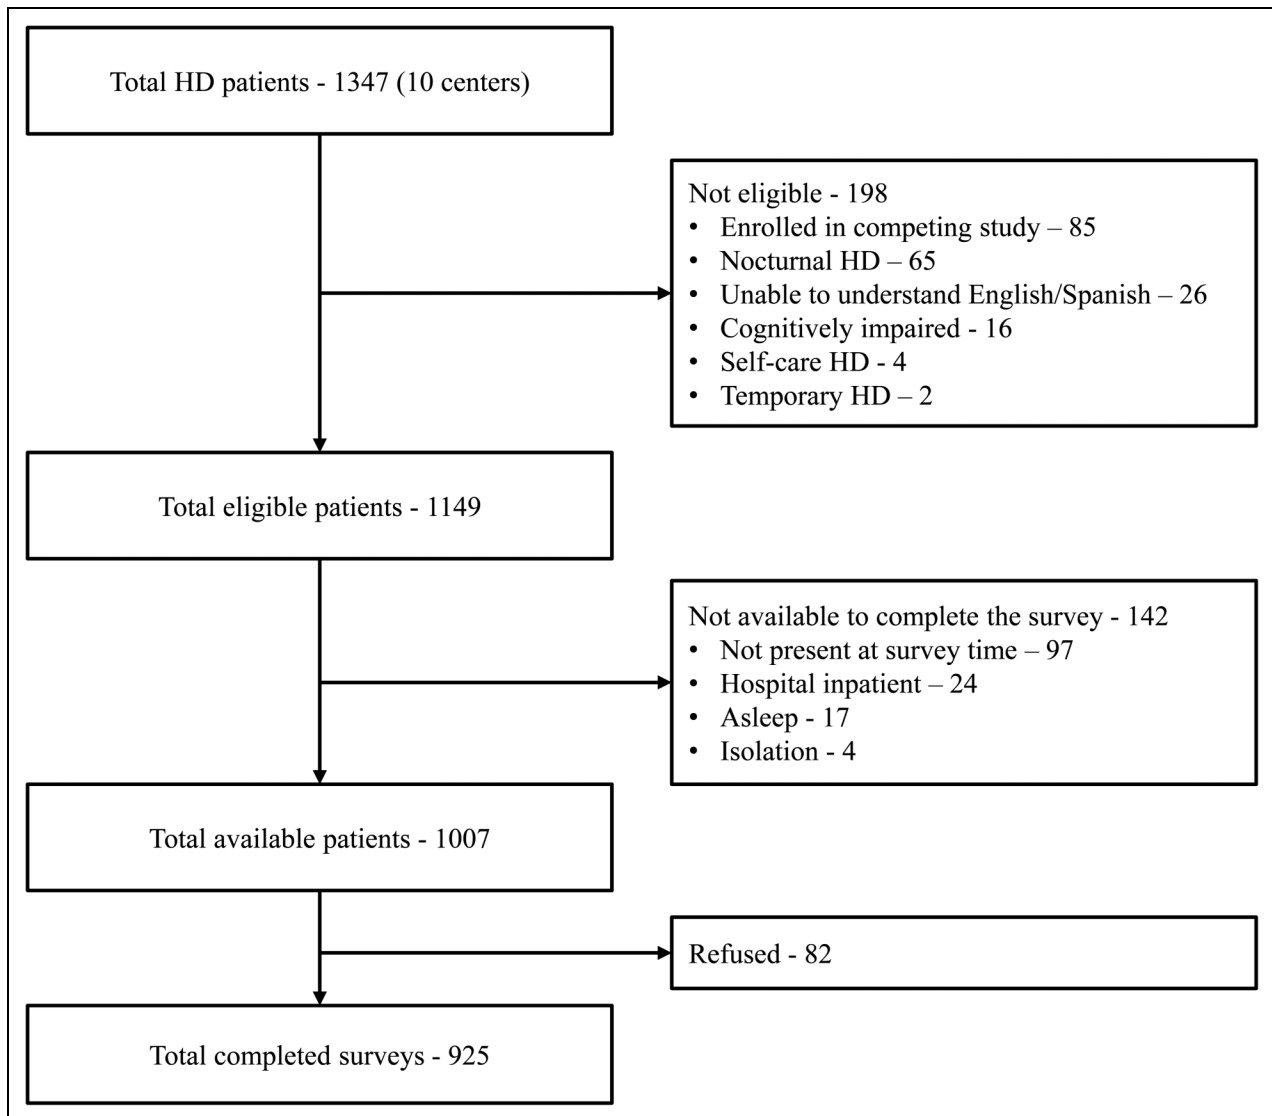 Total HD patients - 1347 (10 centers)
Not eligible - 198
• Enrolled in competing study – 85
• Nocturnal HD – 65
• Unable to understand English/Spanish – 26
• Cognitively impaired - 16
• Self-care HD - 4
• Temporary HD – 2
Total eligible patients - 1149
Not available to complete the survey - 142
• Not present at survey time – 97
• Hospital inpatient – 24
• Asleep - 17
• Isolation - 4
Total available patients - 1007
Refused - 82
Total completed surveys - 925